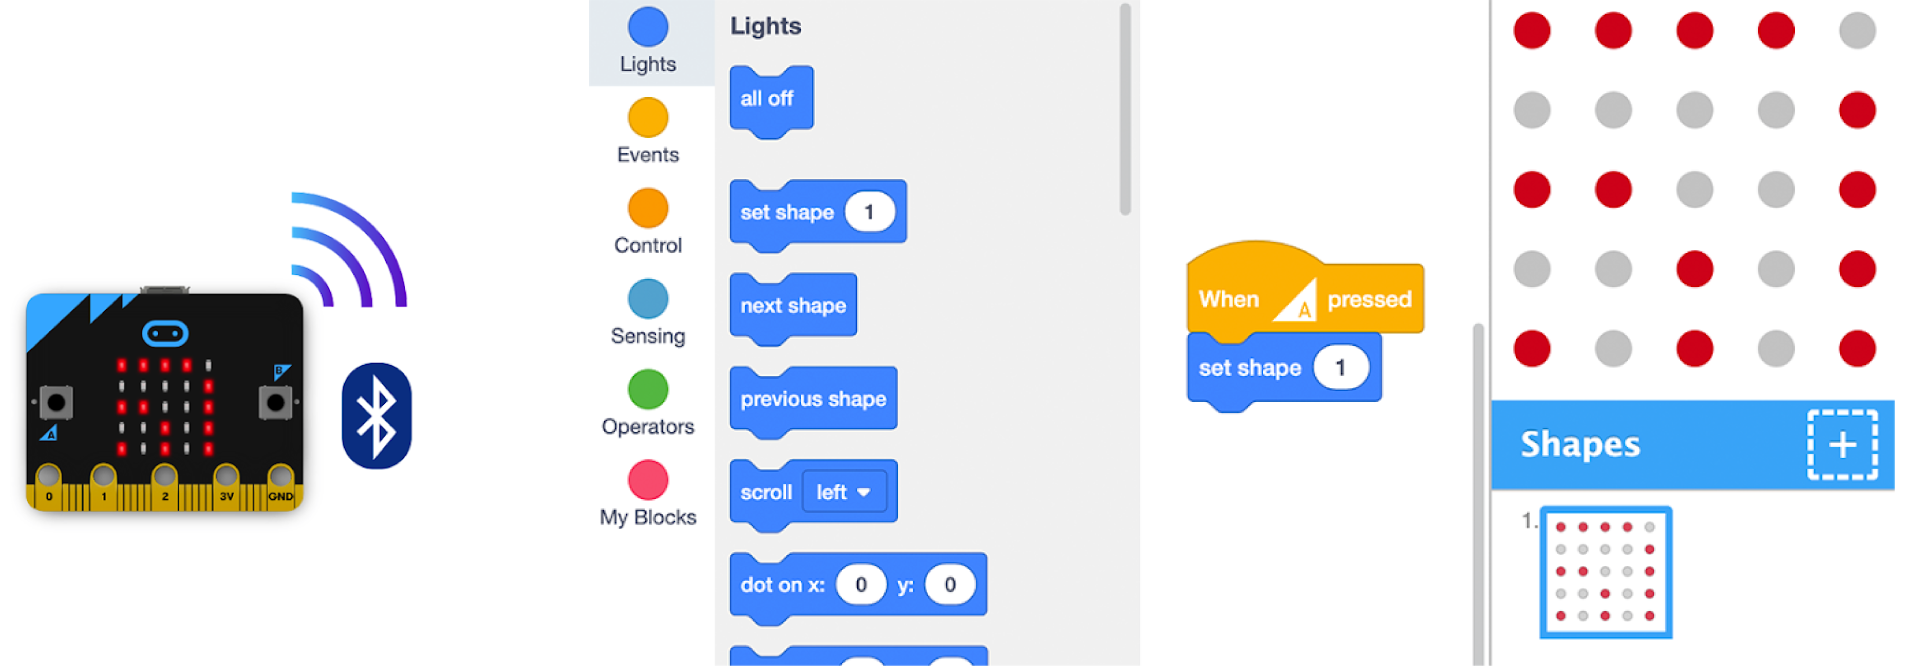 B
A
0 1 2 3V GND
Lights
Events
Control
Sensing
Operators
My Blocks
Lights
all off
set shape 1
next shape
previous shape
scroll left
dot on x: 0 y: 0
When A pressed
set shape 1
Shapes +
1.